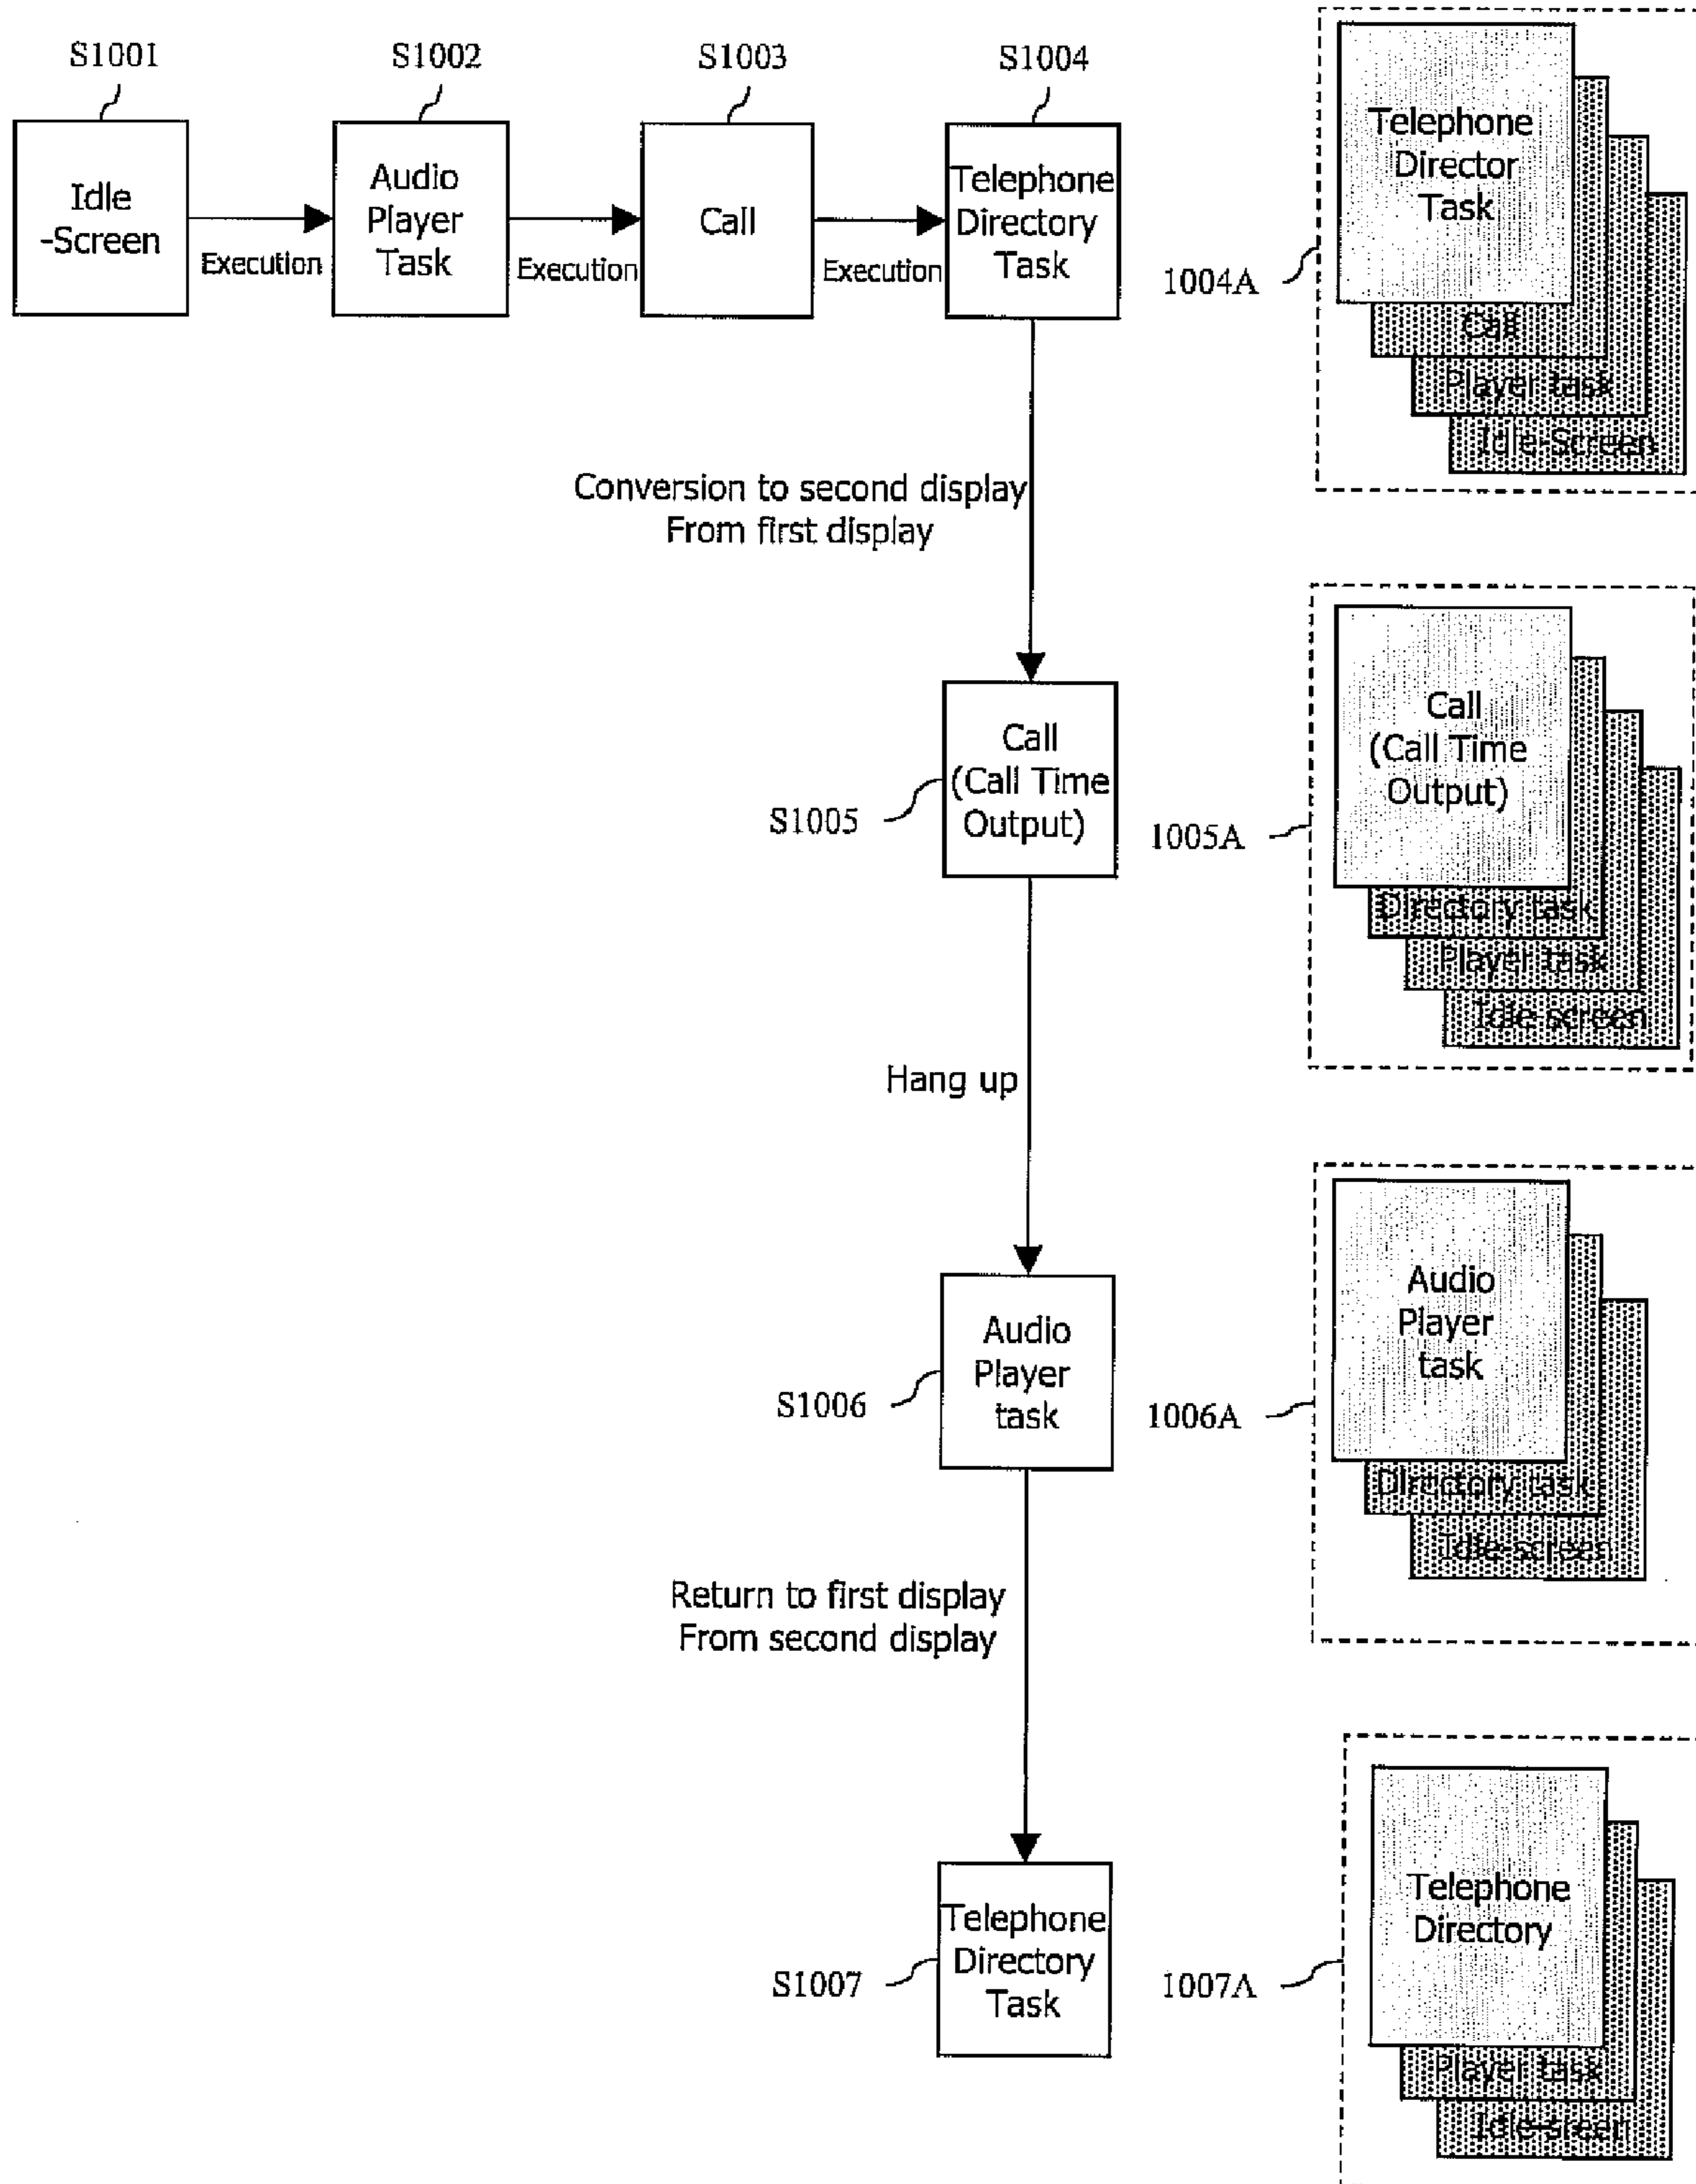 S1001
S1002
S1003
S1004
Idle
-Screen
Execution
Audio
Player
Task
Execution
Call
Execution
Telephone
Directory
Task
1004A
Telephone
Director
Task
Call
Player task
Idle-Screen
Conversion to second display
From first display
S1005
Call
(Call Time
Output)
1005A
Call
(Call Time
Output)
Directory task
Player task
Idle-screen
Hang up
S1006
Audio
Player
task
1006A
Audio
Player
task
Directory task
Idle-screen
Return to first display
From second display
S1007
Telephone
Directory
Task
1007A
Telephone
Directory
Player task
Idle-sreen